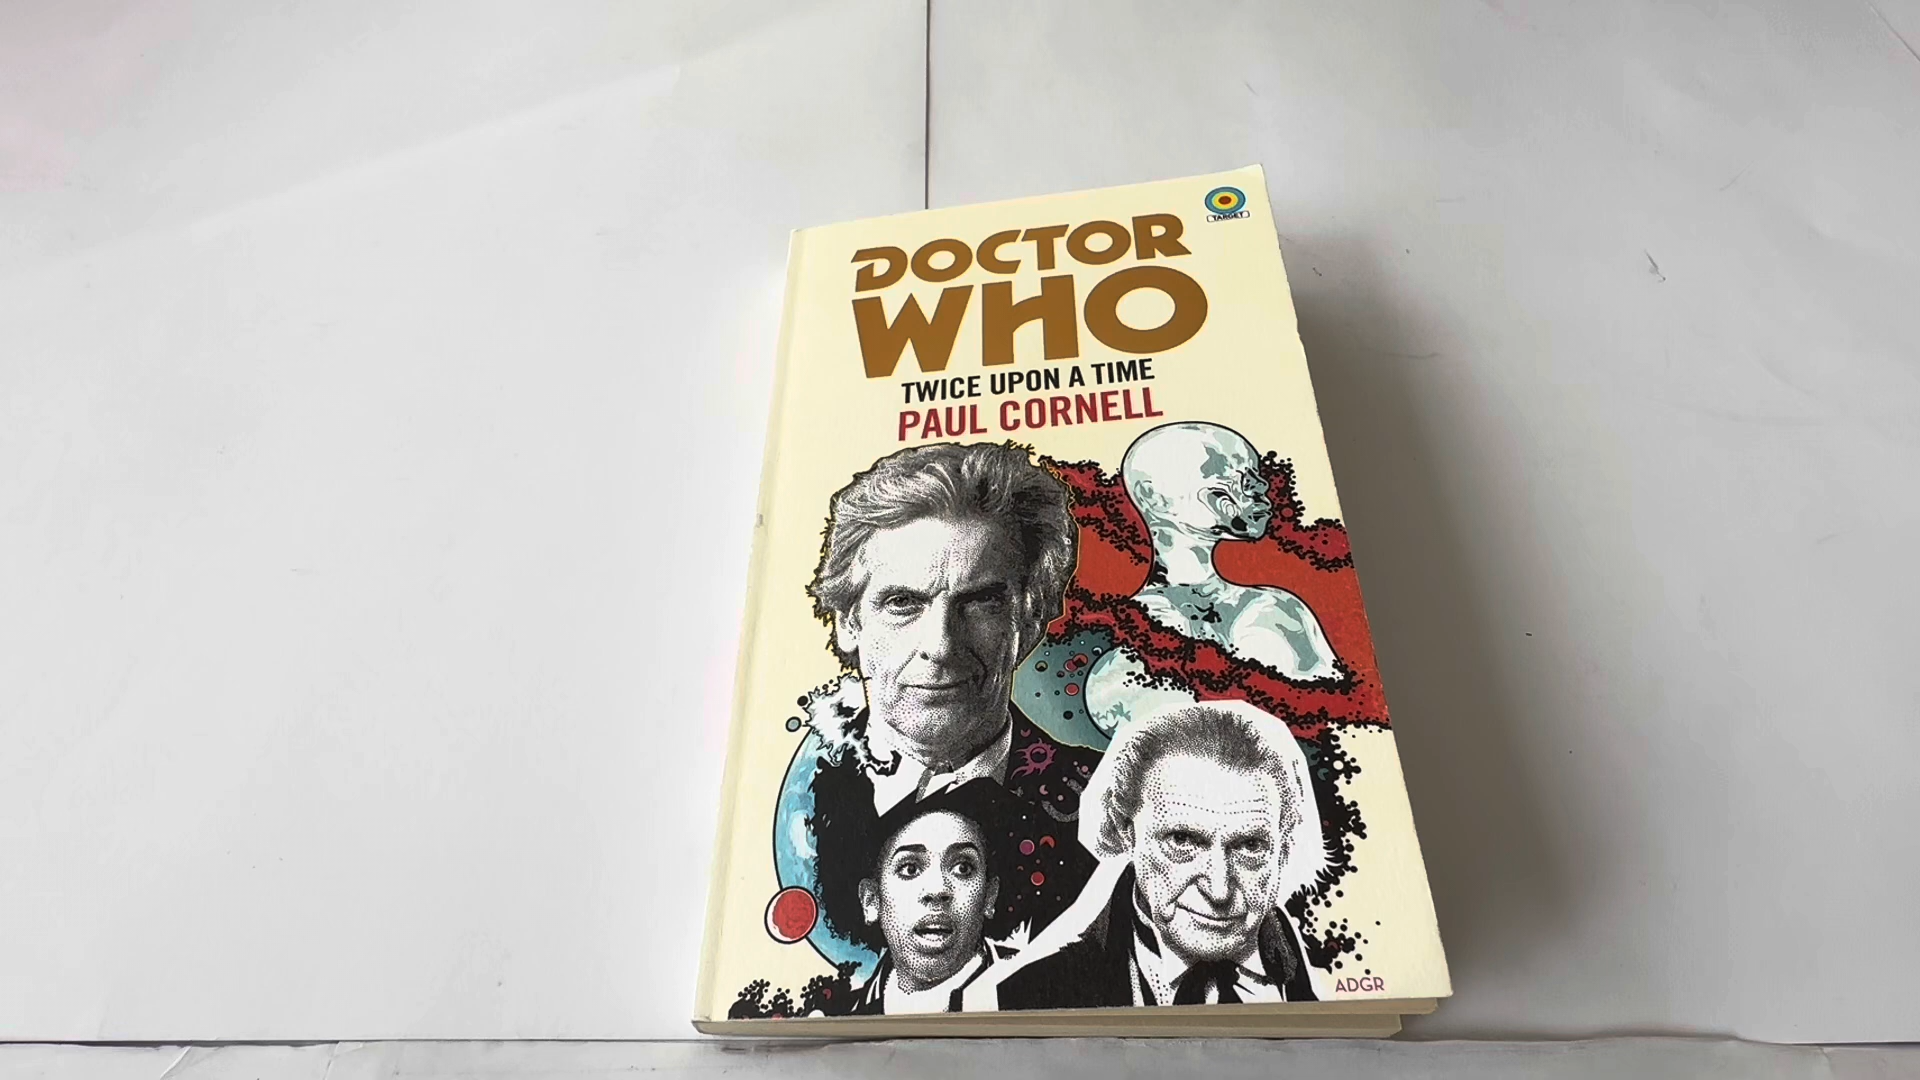 TARGET
DOCTOR
WHO
TWICE UPON A TIME
PAUL CORNELL
ADGR